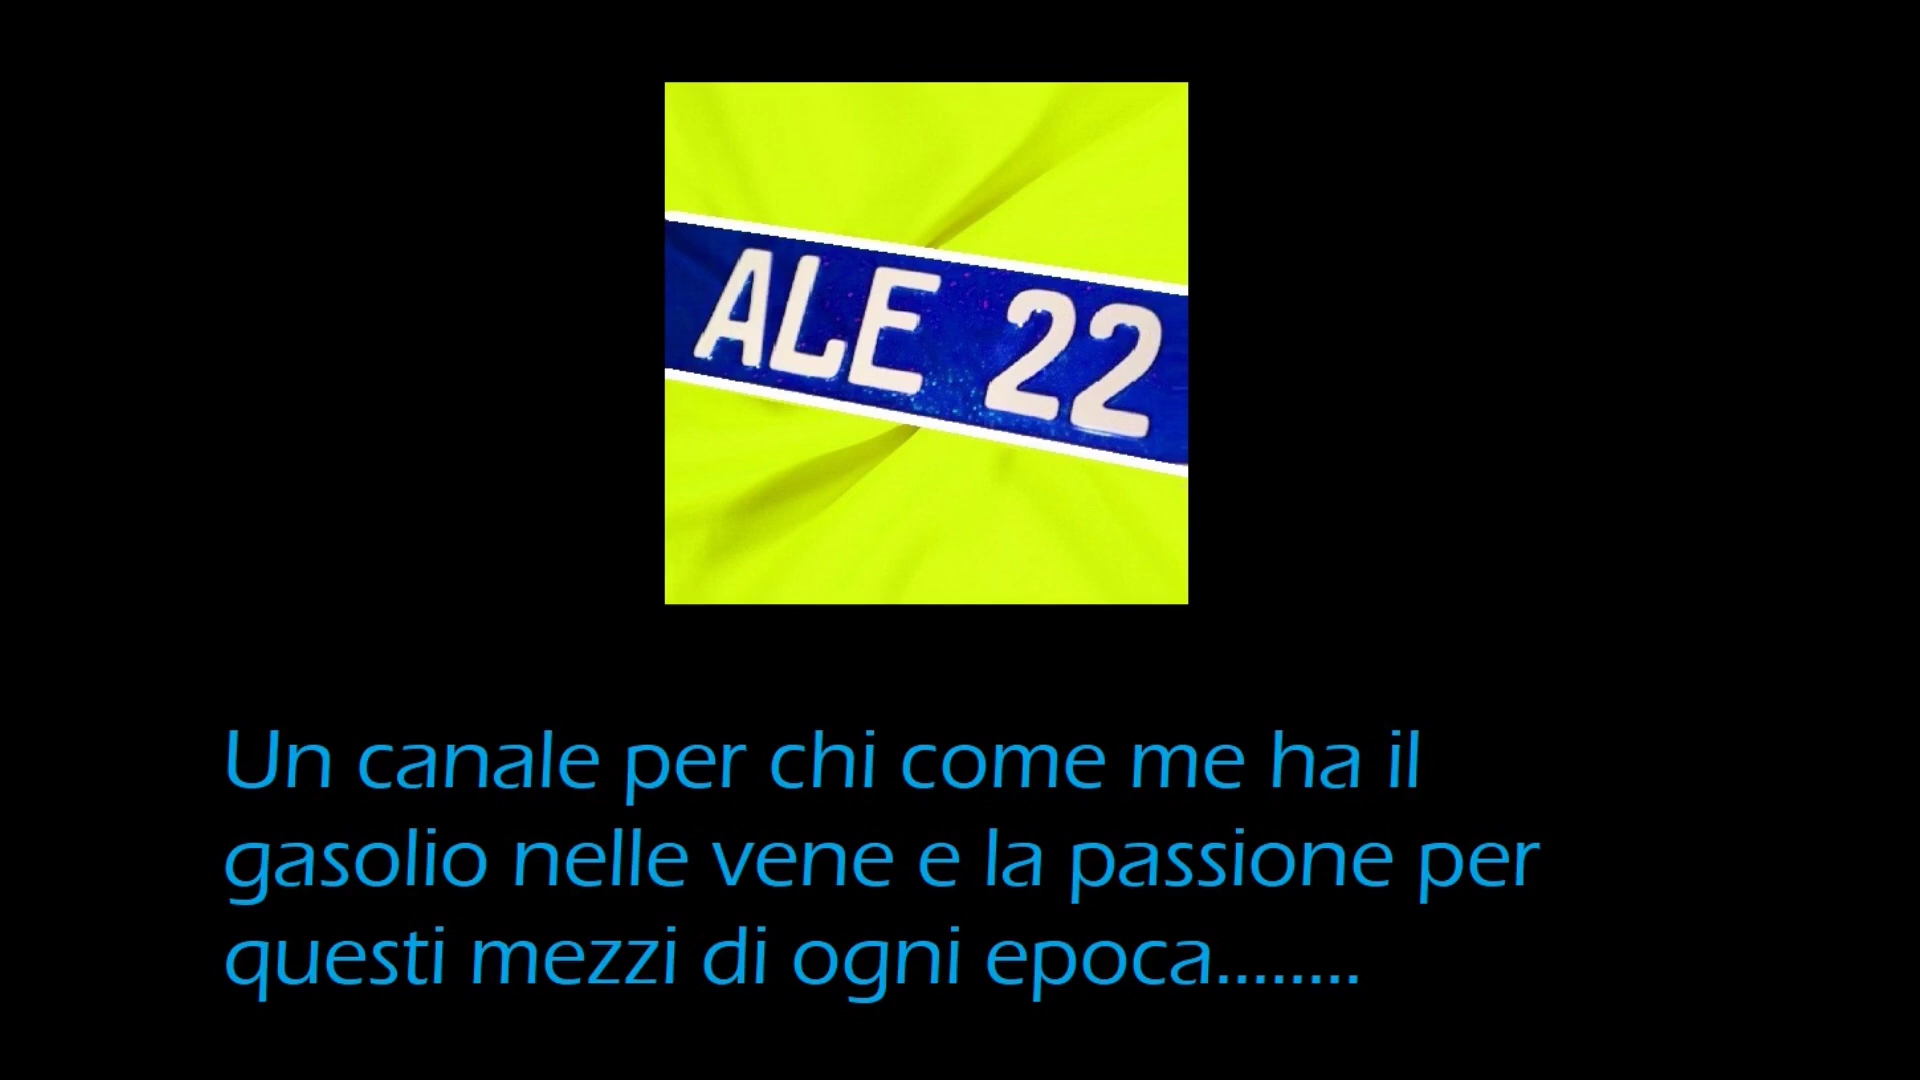 ALE 22
Un canale per chi come me ha il
gasolio nelle vene e la passione per
questi mezzi di ogni epoca........